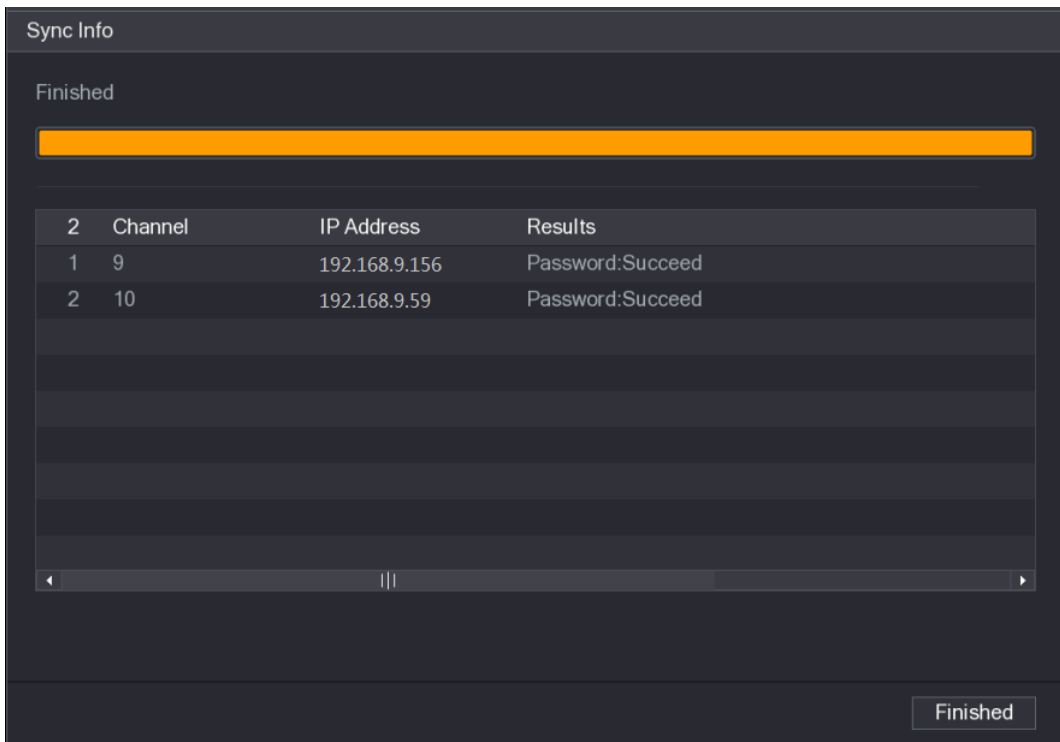 Sync Info
Finished
2 Channel IP Address Results
1 9 192.168.9.156 Password:Succeed
2 10 192.168.9.59 Password:Succeed
Finished